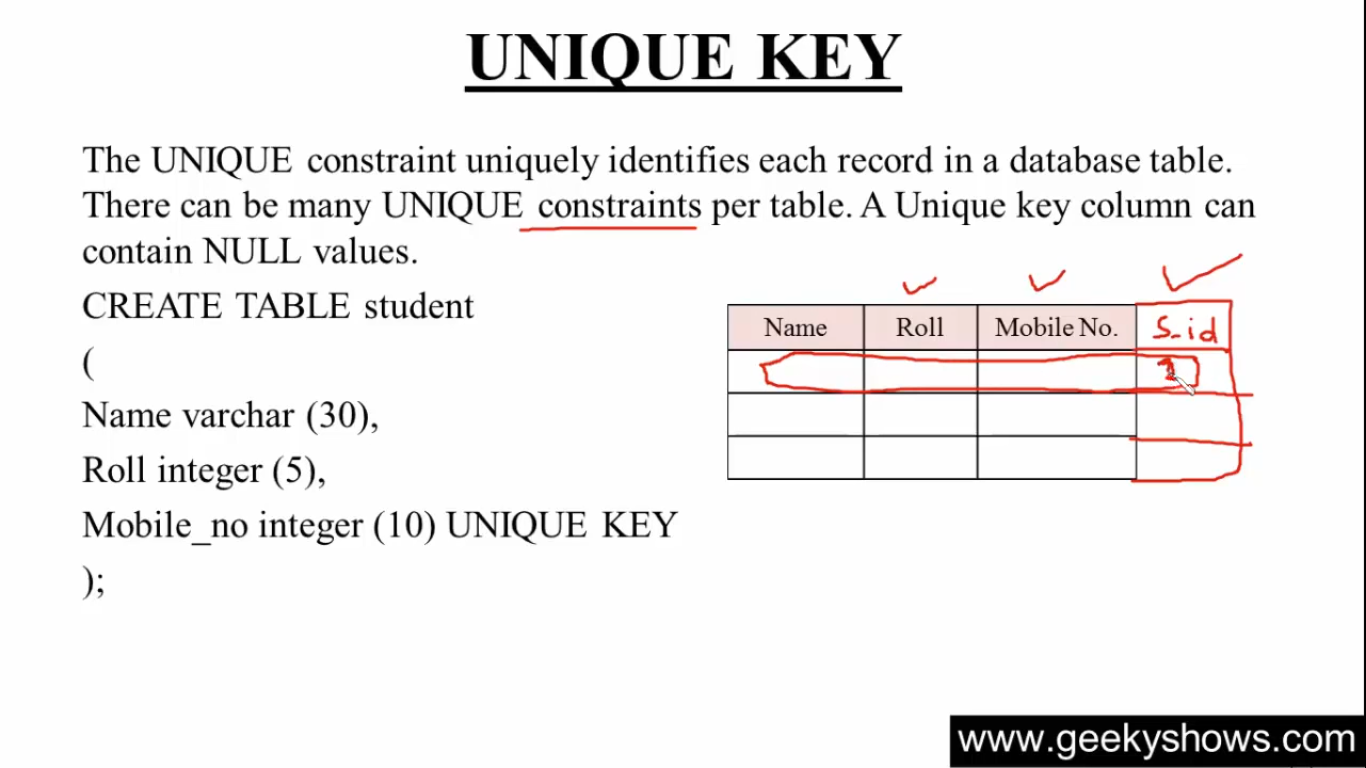 UNIQUE KEY
The UNIQUE constraint uniquely identifies each record in a database table.
There can be many UNIQUE constraints per table. A Unique key column can
contain NULL values.
CREATE TABLE student
(
Name varchar (30),
Roll integer (5),
Mobile_no integer (10) UNIQUE KEY
);
Name Roll Mobile No. S_id
www.geekyshows.com